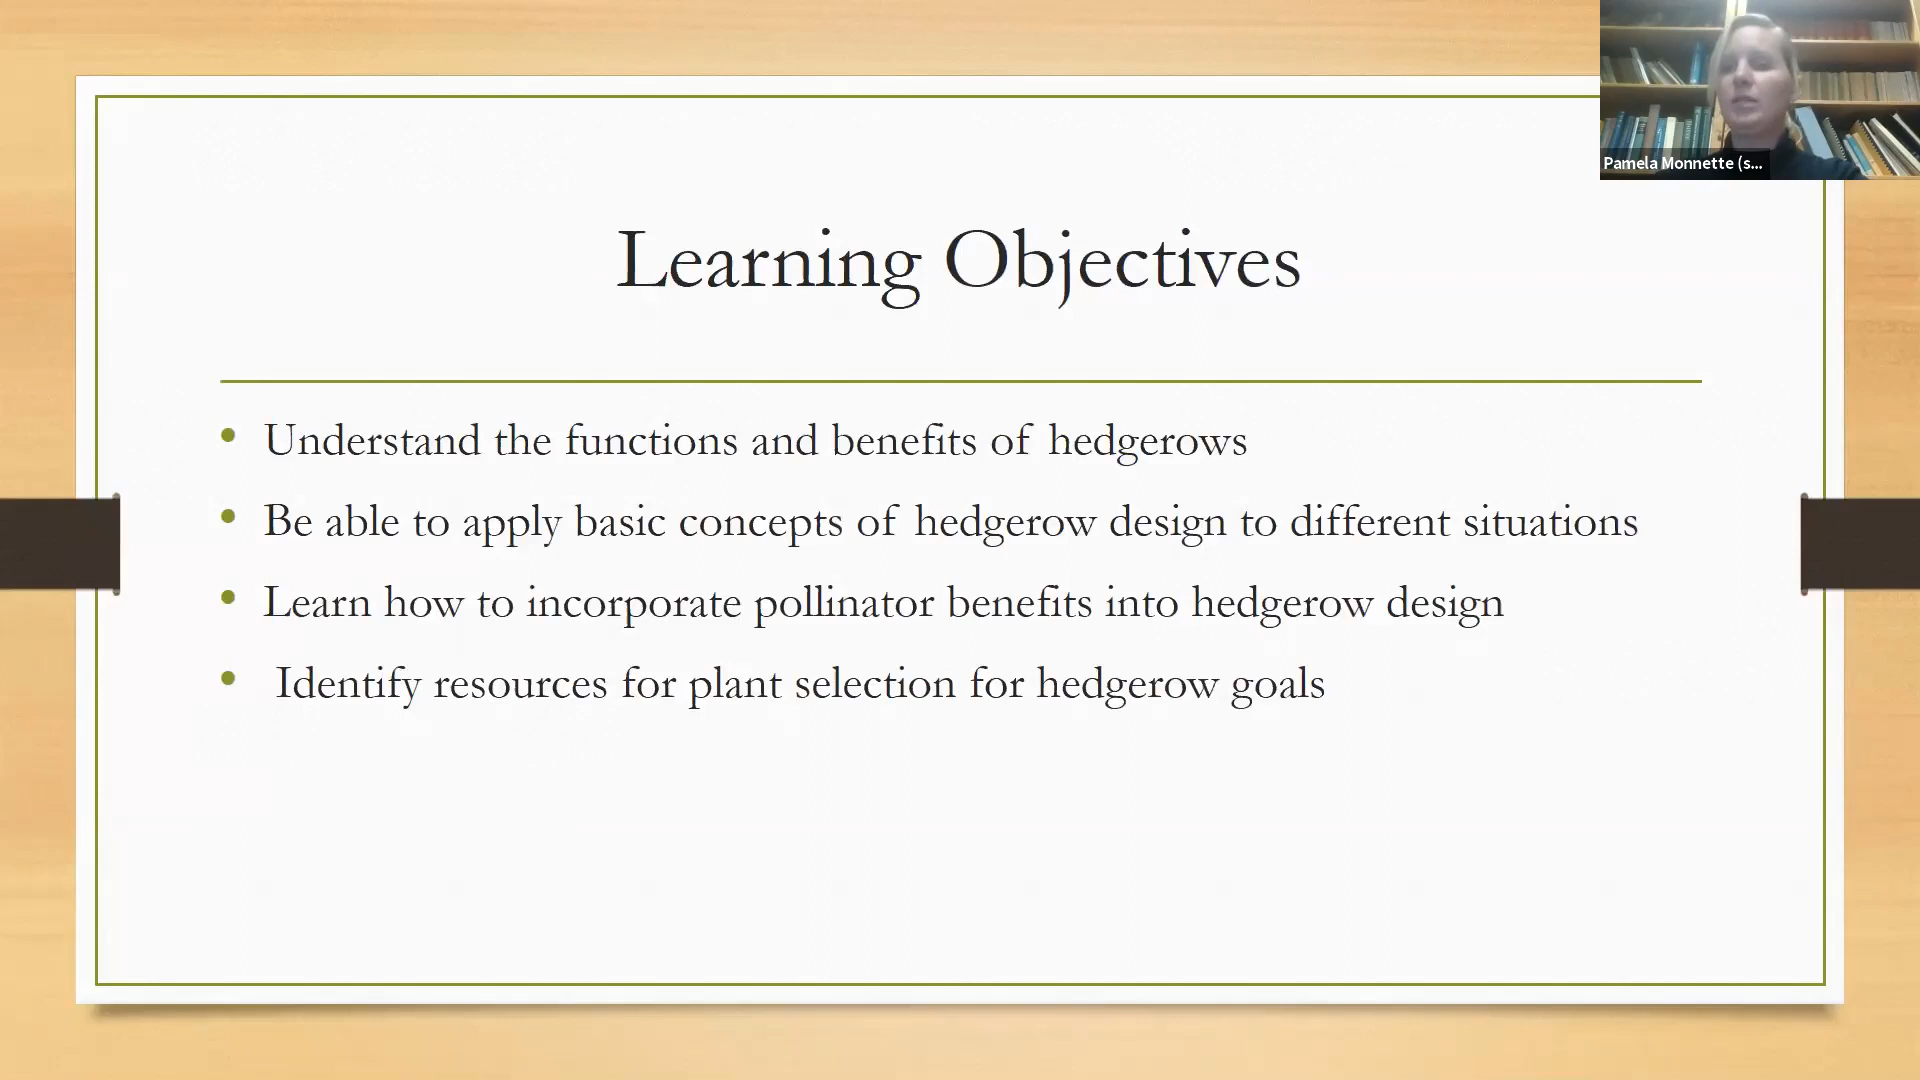 Pamela Monnette (s...
Learning Objectives
• Understand the functions and benefits of hedgerows
• Be able to apply basic concepts of hedgerow design to different situations
• Learn how to incorporate pollinator benefits into hedgerow design
• Identify resources for plant selection for hedgerow goals